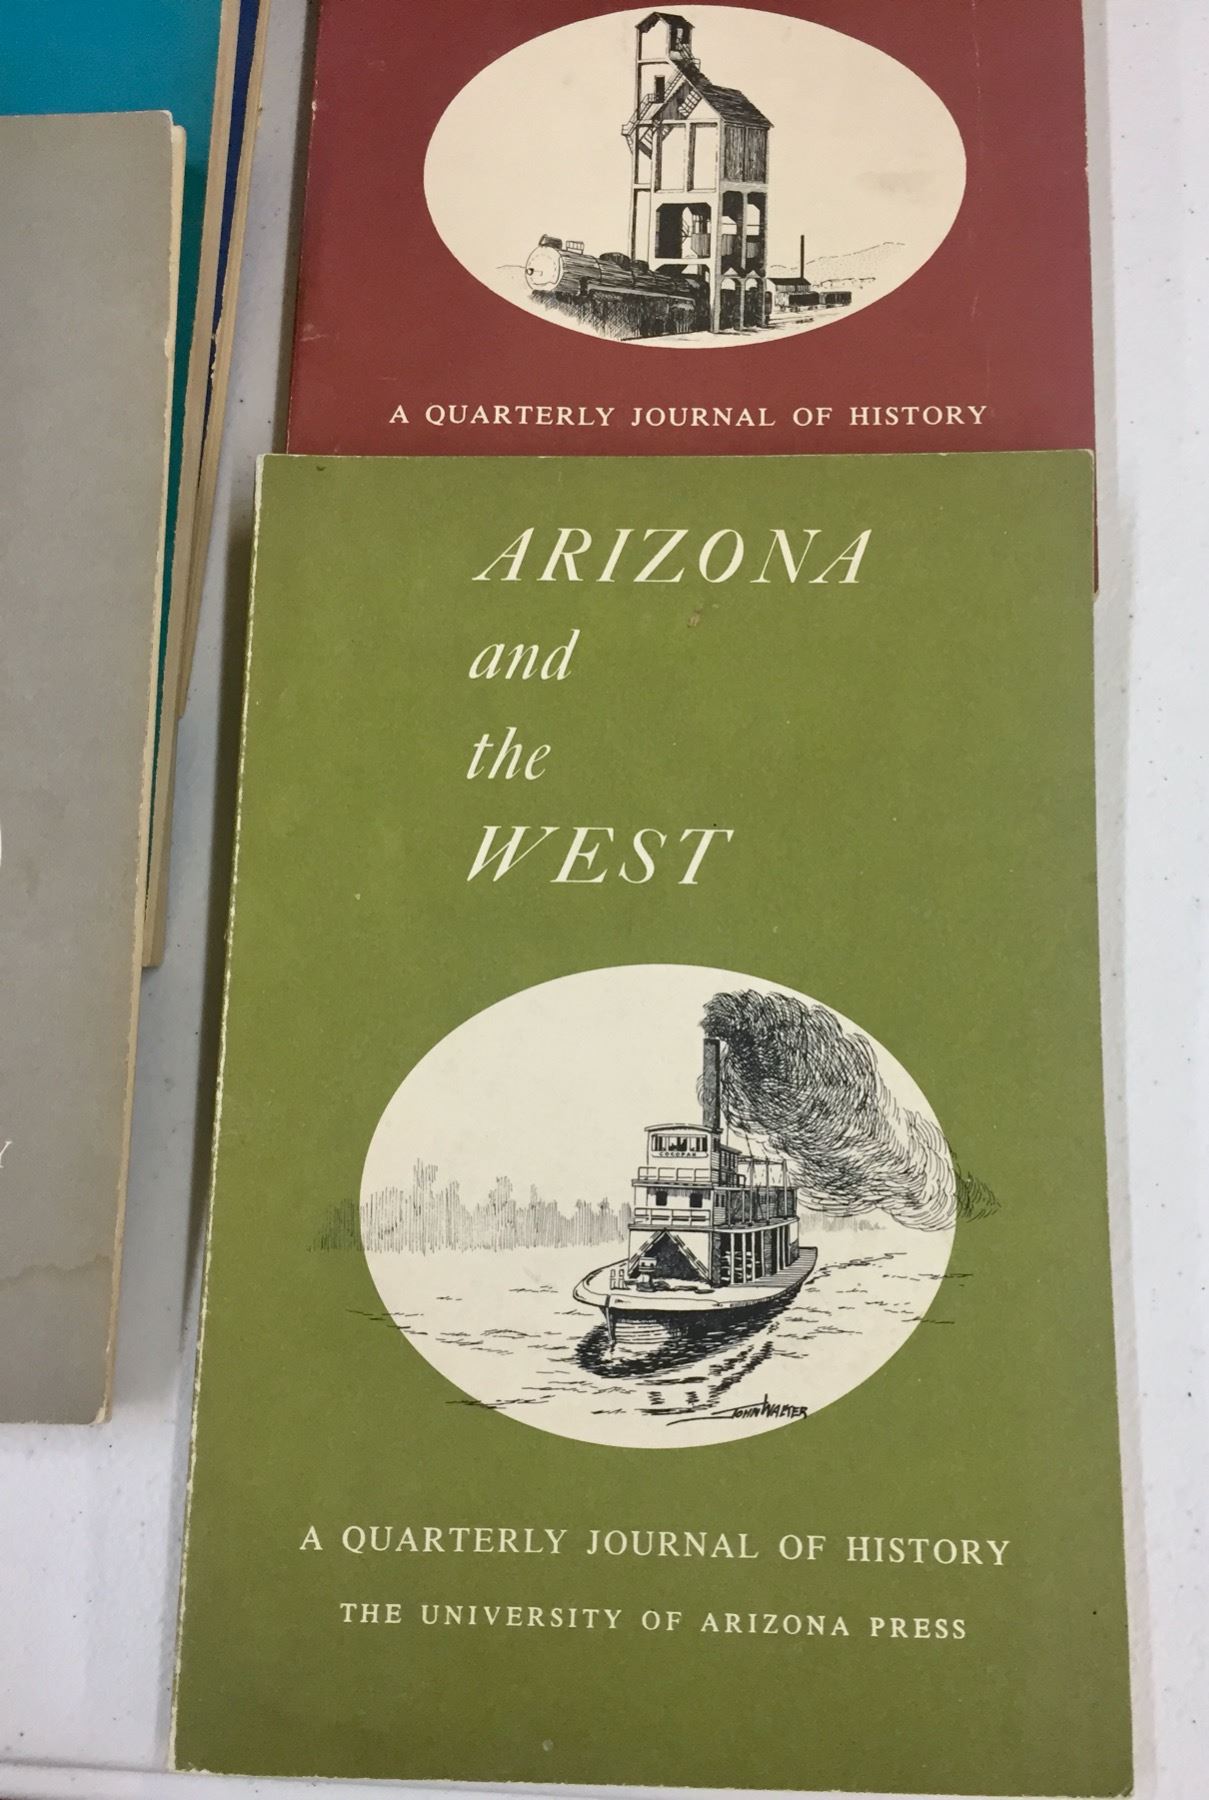 A QUARTERLY JOURNAL OF HISTORY
ARIZONA
and
the
WEST
COCOPAH
JOHN WALTER
A QUARTERLY JOURNAL OF HISTORY
THE UNIVERSITY OF ARIZONA PRESS
Y